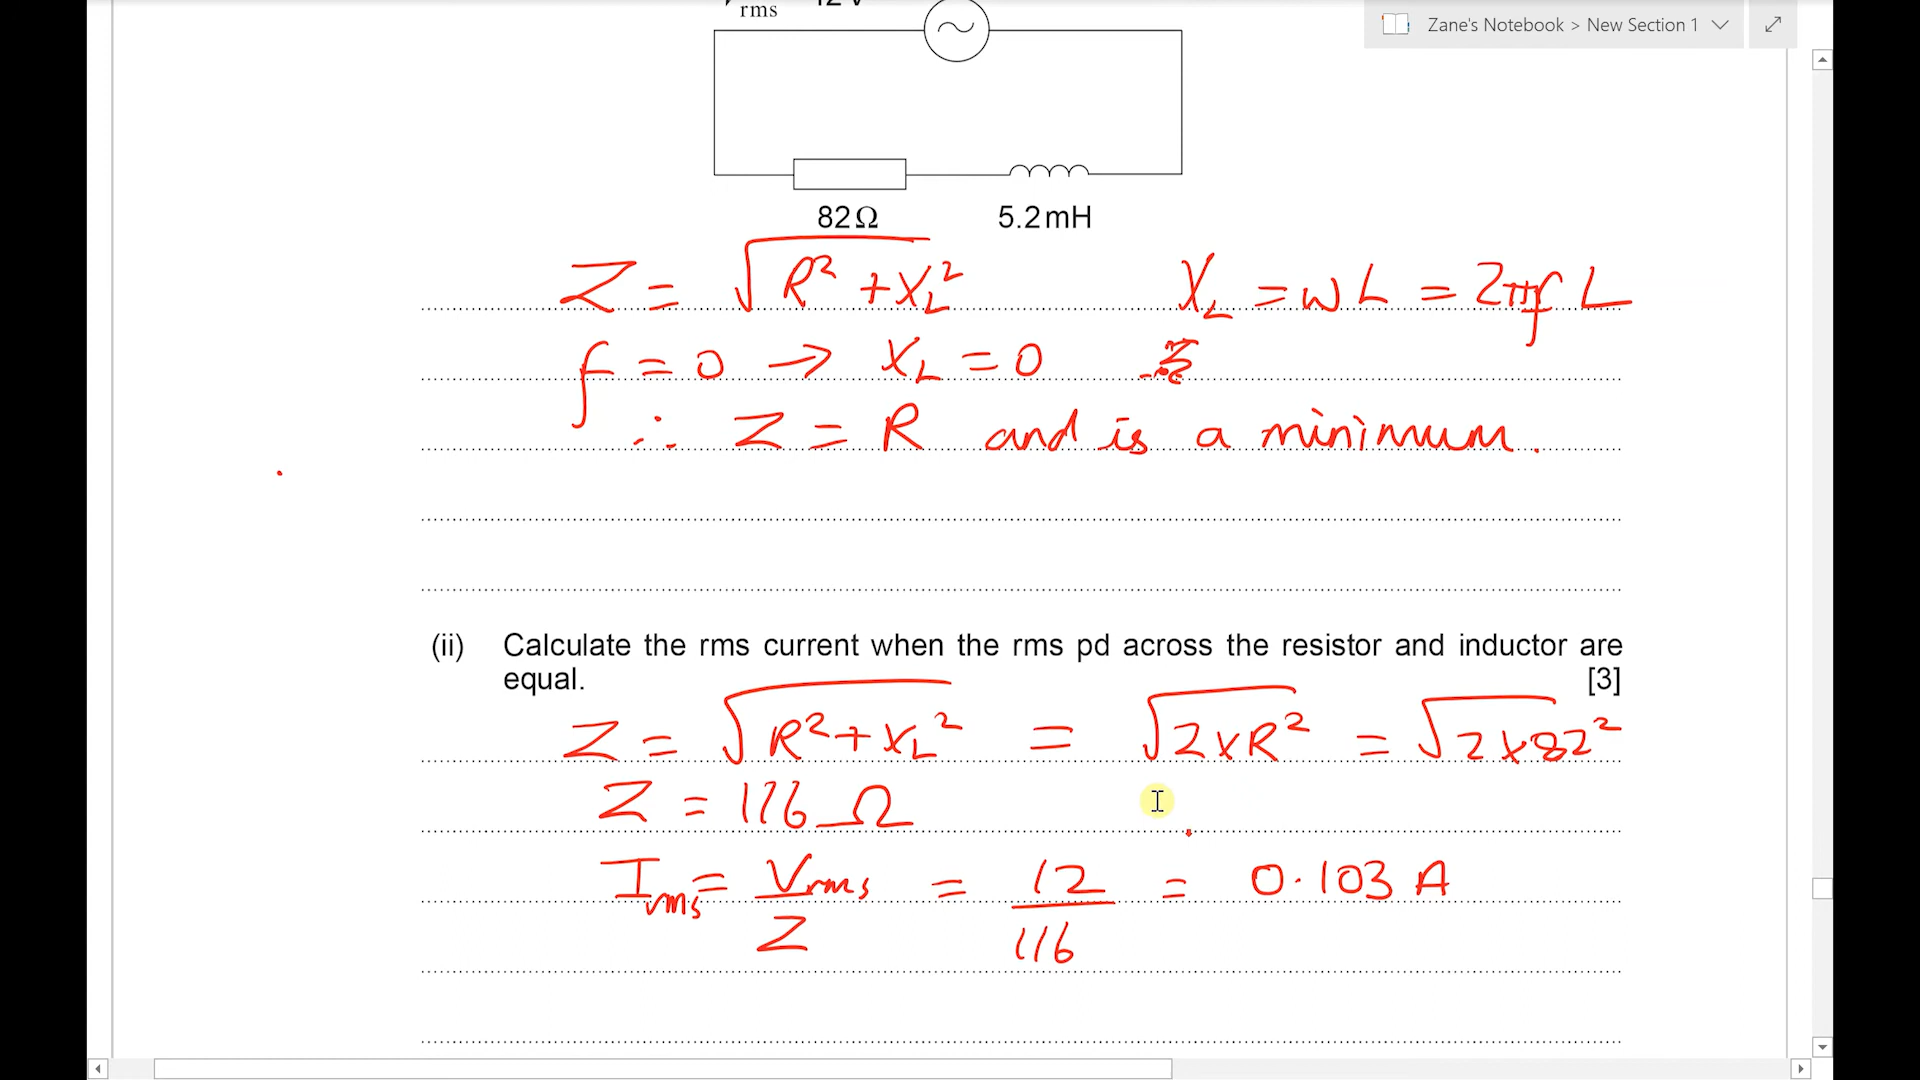 rms
Zane's Notebook > New Section 1
82Ω 5.2mH
Z = √R² + X_L² X_L = ωL = 2πf L
f = 0 → X_L = 0
∴ Z = R and is a minimum.
(ii) Calculate the rms current when the rms pd across the resistor and inductor are
equal. [3]
Z = √R² + X_L² = √2×R² = √2×82²
Z = 116 Ω
I_rms = V_rms/Z = 12/116 = 0.103 A